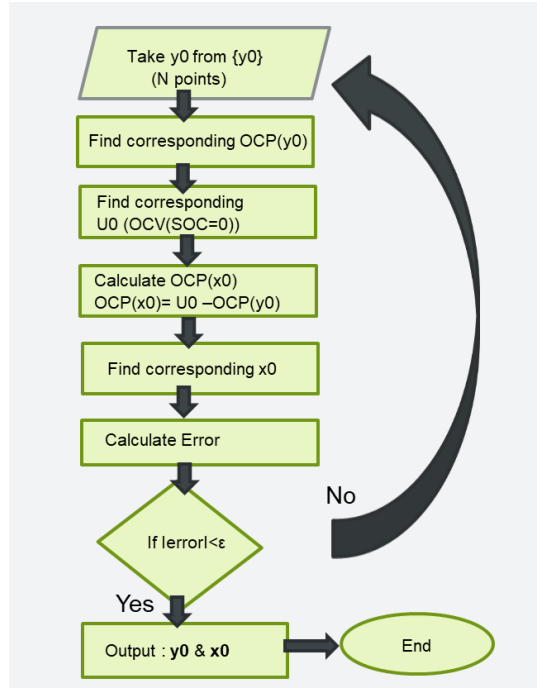 Take y0 from {y0}
(N points)
Find corresponding OCP(y0)
Find corresponding
U0 (OCV(SOC=0))
Calculate OCP(x0)
OCP(x0)= U0 –OCP(y0)
Find corresponding x0
Calculate Error
If lerrorl<ε
No
Yes
Output : y0 & x0
End